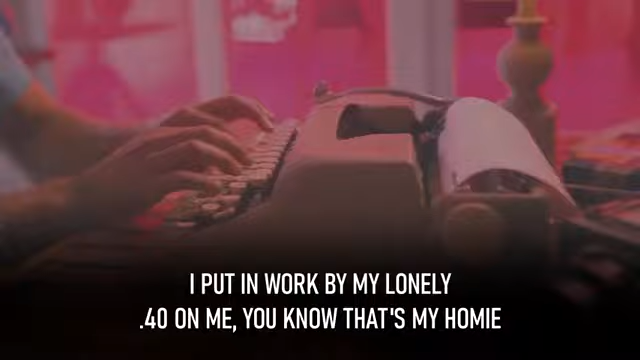 I PUT IN WORK BY MY LONELY
.40 ON ME, YOU KNOW THAT'S MY HOMIE